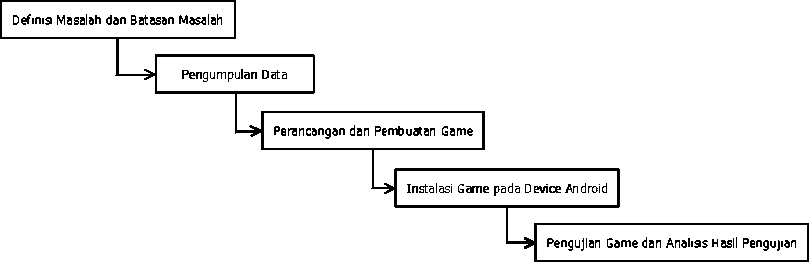 Definisi Masalah dan Batasan Masalah
Pengumpulan Data
Perancangan dan Pembuatan Game
Instalasi Game pada Device Android
Pengujian Game dan Analisis Hasil Pengujian